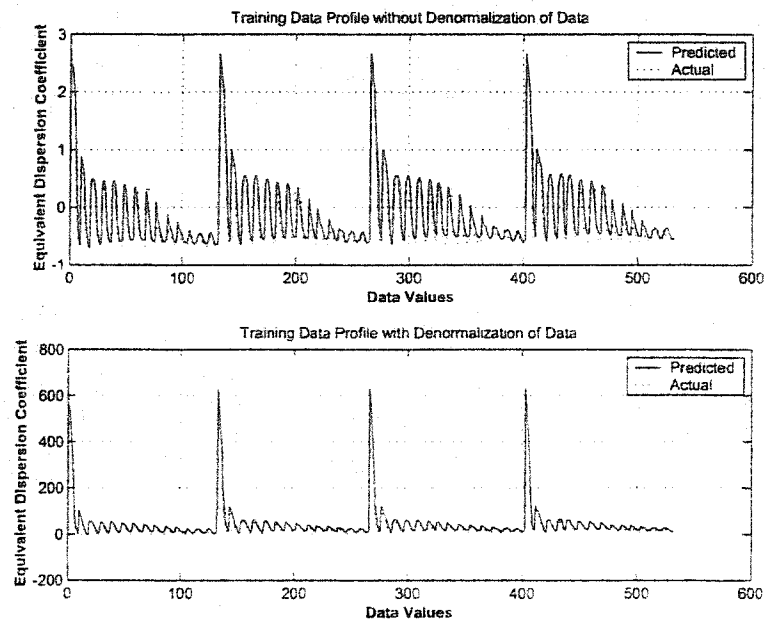 Training Data Profile without Denormalization of Data
Equivalent Dispersion Coefficient
3
2
1
0
-1
Predicted
Actual
0
100
200
300
400
500
600
Data Values
Training Data Profile with Denormalization of Data
Equivalent Dispersion Coefficient
800
600
400
200
0
-200
Predicted
Actual
0
100
200
300
400
500
600
Data Values